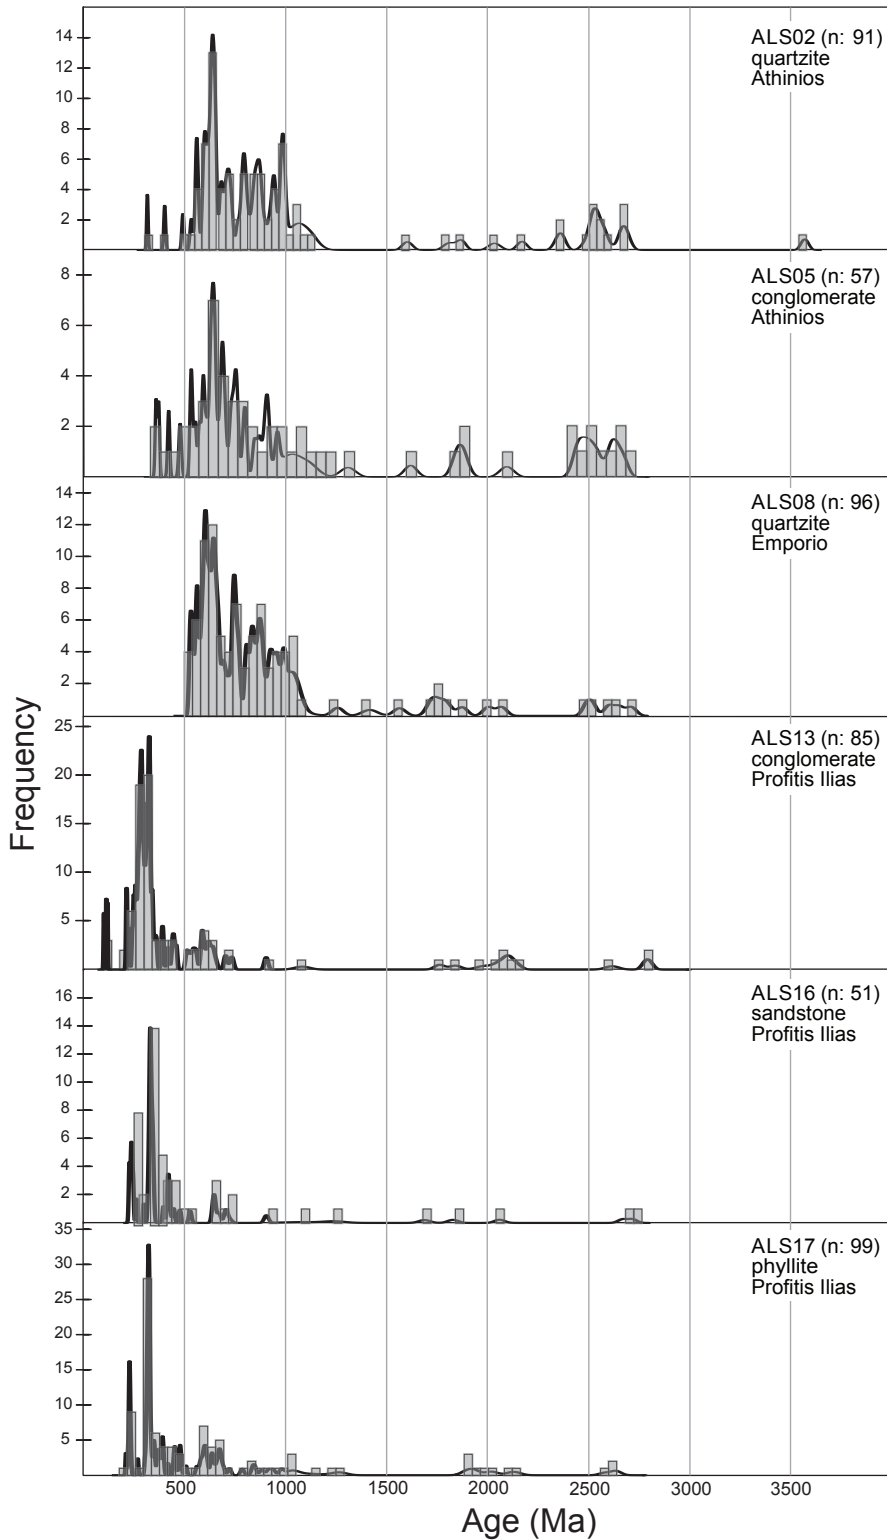 14
12
10
8
6
4
2
ALS02 (n: 91)
quartzite
Athinios
8
6
4
2
ALS05 (n: 57)
conglomerate
Athinios
14
12
10
8
6
4
2
ALS08 (n: 96)
quartzite
Emporio
Frequency
25
20
15
10
5
ALS13 (n: 85)
conglomerate
Profitis Ilias
16
14
12
10
8
6
4
2
ALS16 (n: 51)
sandstone
Profitis Ilias
35
30
25
20
15
10
5
ALS17 (n: 99)
phyllite
Profitis Ilias
500 1000 1500 2000 2500 3000 3500
Age (Ma)